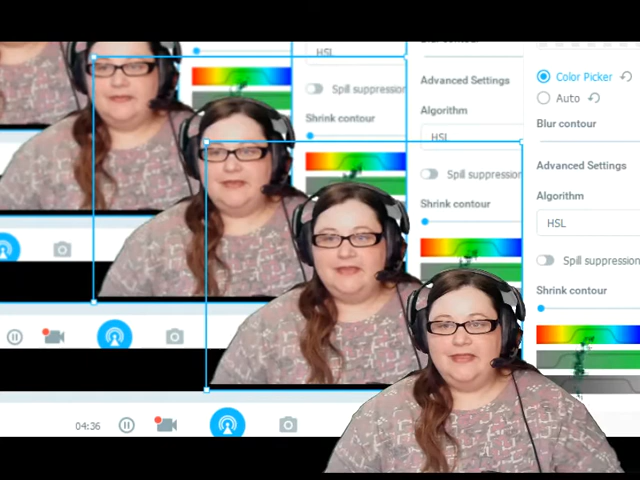 HSL
Spill suppression
Shrink contour
Advanced Settings
Algorithm
HSL
Spill suppression
Shrink contour
Color Picker
Auto
Blur contour
Advanced Settings
Algorithm
HSL
Spill suppression
Shrink contour
04:36